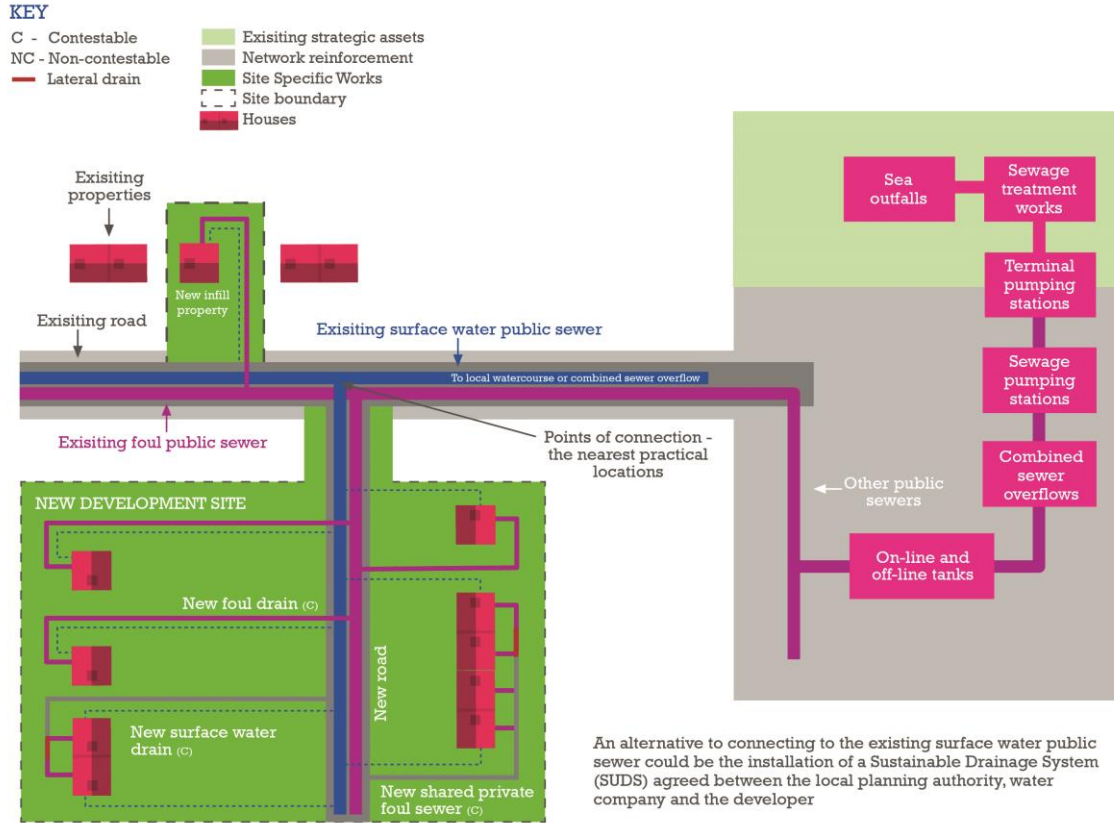 KEY
C - Contestable
NC - Non-contestable
Lateral drain
Exisiting strategic assets
Network reinforcement
Site Specific Works
Site boundary
Houses
Exisiting
properties
New infill
property
Exisiting road
Exisiting surface water public sewer
To local watercourse or combined sewer overflow
Exisiting foul public sewer
Points of connection -
the nearest practical
locations
NEW DEVELOPMENT SITE
New foul drain (C)
New surface water
drain (C)
New road
New shared private
foul sewer (C)
Sea
outfalls
Sewage
treatment
works
Terminal
pumping
stations
Sewage
pumping
stations
Combined
sewer
overflows
Other public
sewers
On-line and
off-line tanks
An alternative to connecting to the existing surface water public
sewer could be the installation of a Sustainable Drainage System
(SUDS) agreed between the local planning authority, water
company and the developer